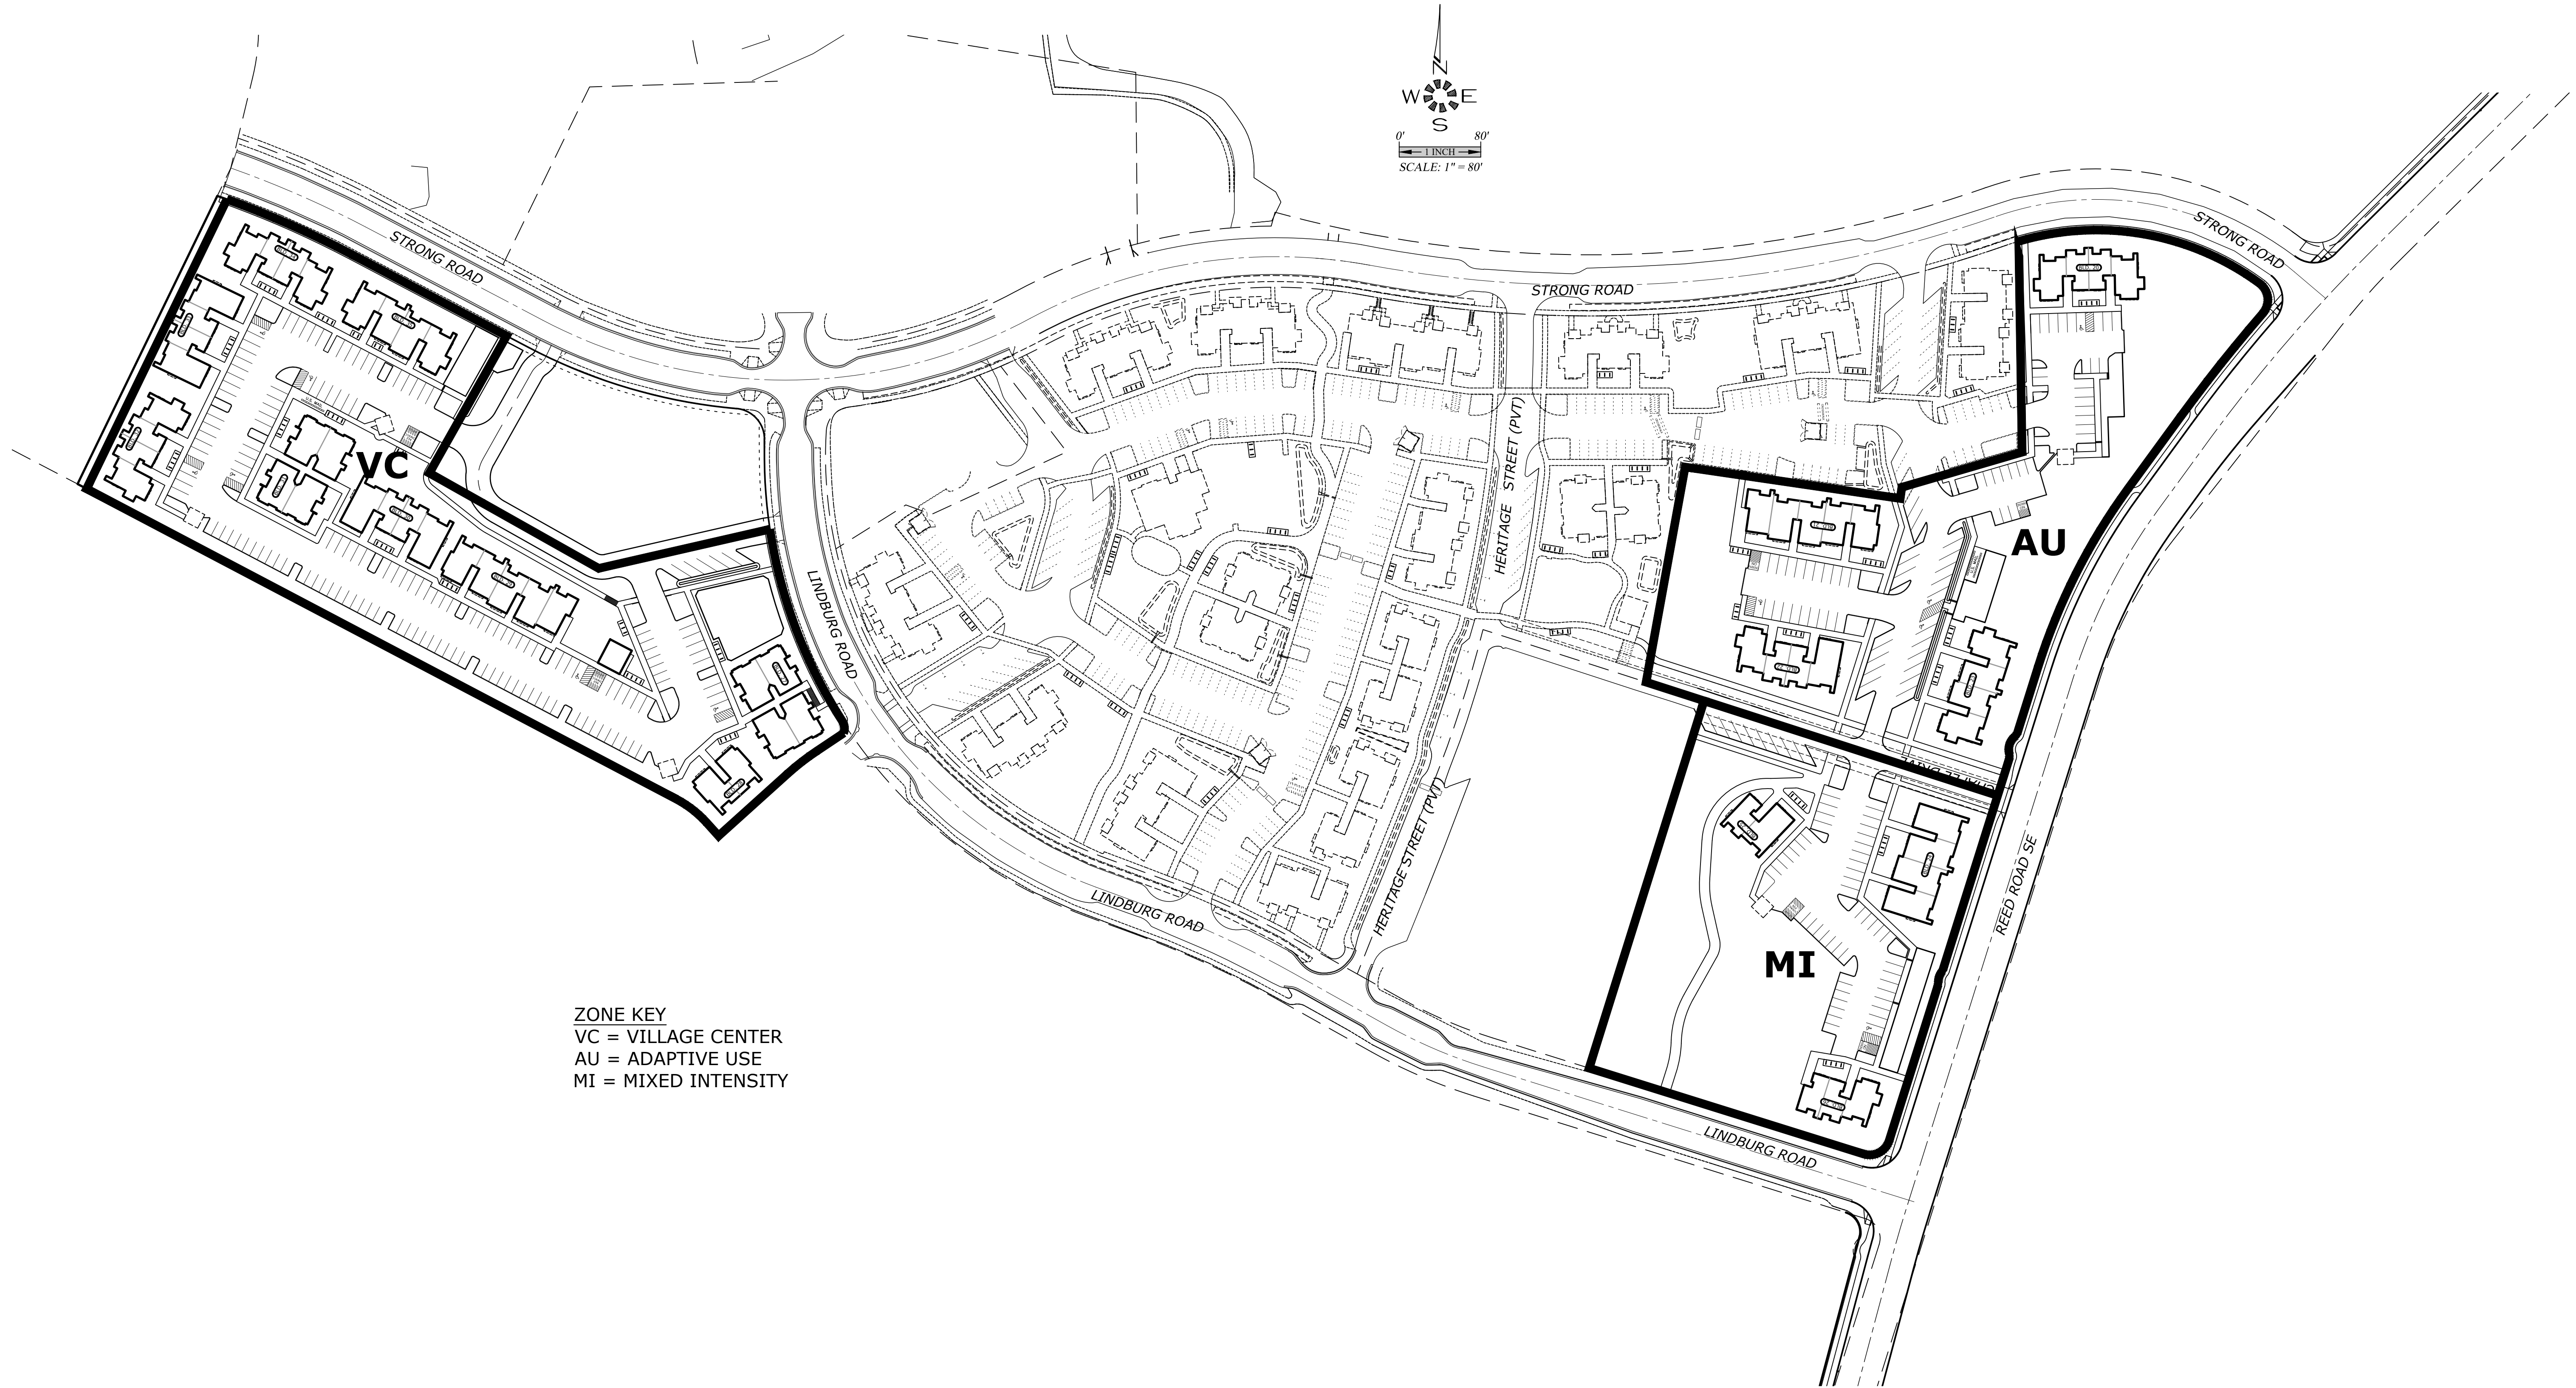 N
W E
S
0' 80'
1 INCH
SCALE: 1" = 80'
STRONG ROAD
STRONG ROAD
STRONG ROAD
HERITAGE STREET (PVT)
VC
AU
LINDBURG ROAD
HERITAGE STREET (PVT)
REED ROAD SE
LINDBURG ROAD
MI
LINDBURG ROAD
ZONE KEY
VC = VILLAGE CENTER
AU = ADAPTIVE USE
MI = MIXED INTENSITY